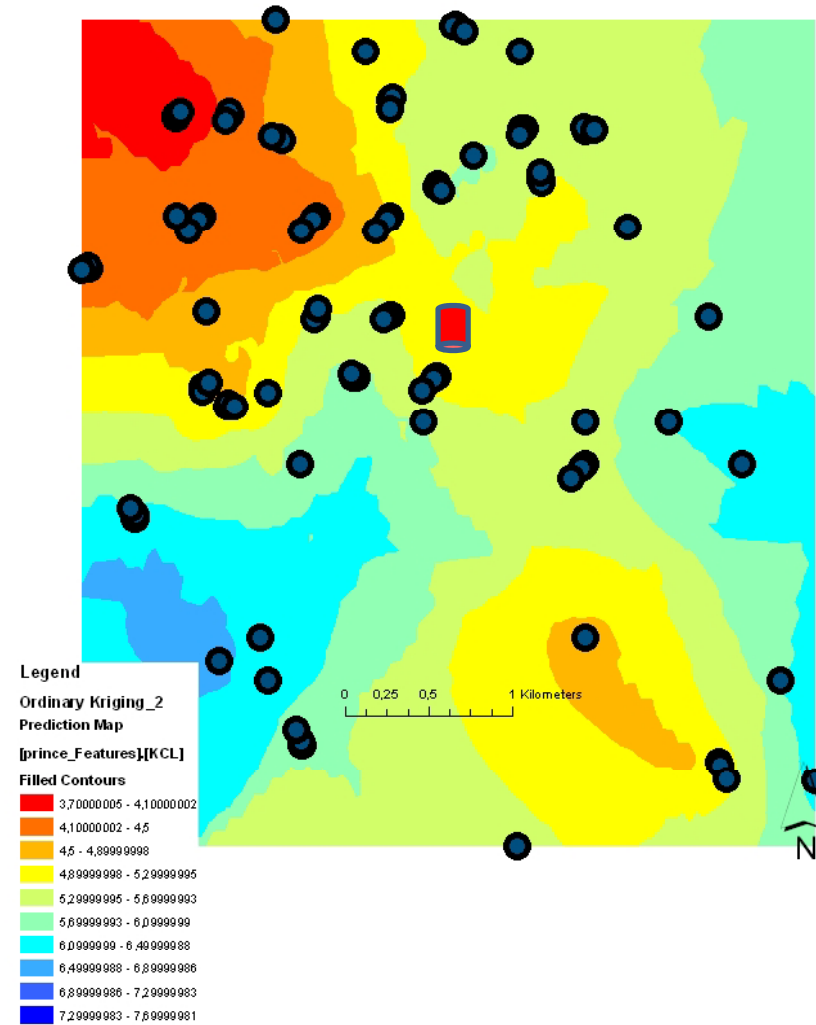 Legend
Ordinary Kriging_2
Prediction Map
[prince_Features].[KCL]
Filled Contours
3,70000005 - 4,10000002
4,10000002 - 4,5
4,5 - 4,89999998
4,89999998 - 5,29999995
5,29999995 - 5,69999993
5,69999993 - 6,0999999
6,0999999 - 6,49999988
6,49999988 - 6,89999986
6,89999986 - 7,29999983
7,29999983 - 7,69999981
0 0,25 0,5 1 Kilometers
N